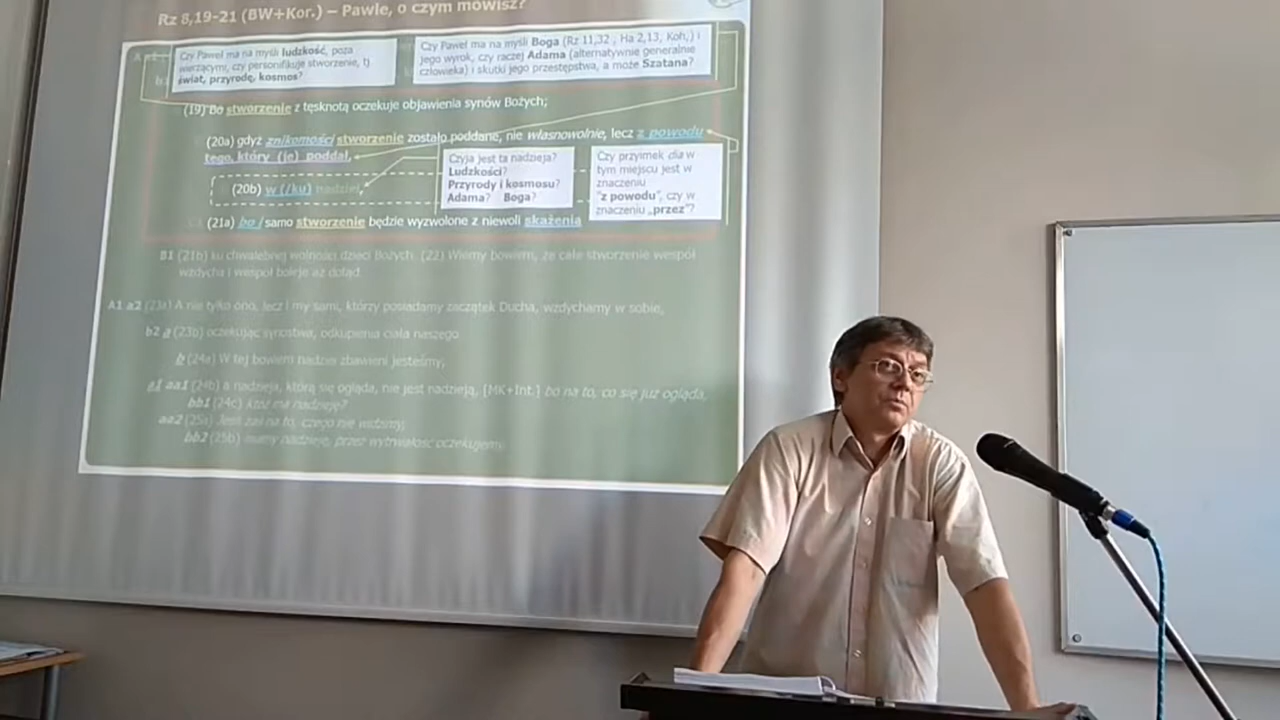 Rz 8,19-21 (BW+Kor.) – Pawle, o czym mówisz?
Czy Paweł ma na myśli ludzkość, poza
wierzącymi, czy personifikuje stworzenie, tj
świat, przyrodę, kosmos?
Czy Paweł ma na myśli Boga (Rz 11,32 , Ha 2,13, Koh,) i
jego wyrok, czy raczej Adama (alternatywnie generalnie
człowieka) i skutki jego przestępstwa, a może Szatana?
(19) Bo stworzenie z tęsknotą oczekuje objawienia synów Bożych;
(20a) gdyż znikomości stworzenie zostało poddane, nie własnowolnie, lecz z powodu
tego, który (je) poddał,
Czyja jest ta nadzieja?
Ludzkości?
Przyrody i kosmosu?
Adama? Boga?
Czy przyimek dia w
tym miejscu jest w
znaczeniu
"z powodu", czy w
znaczeniu „przez"?
(20b) w (/ku) nadziei,
(21a) bo i samo stworzenie będzie wyzwolone z niewoli skażenia
B1 (21b) ku chwalebnej wolności dzieci Bożych. (22) Wiemy bowiem, że całe stworzenie wespół
wzdycha i wespół boleje aż dotąd.
A1 a2 (23a) A nie tylko ono, lecz i my sami, którzy posiadamy zaczątek Ducha, wzdychamy w sobie,
b2 a (23b) oczekując synostwa, odkupienia ciała naszego
b (24a) W tej bowiem nadziei zbawieni jesteśmy;
a1 aa1 (24b) a nadzieja, którą się ogląda, nie jest nadzieją, [MK+Int.] bo na to, co się już ogląda,
bb1 (24c) któż ma nadzieję?
aa2 (25a) Jeśli zaś na to, czego nie widzimy,
bb2 (25b) mamy nadzieję, przez wytrwałość oczekujemy.